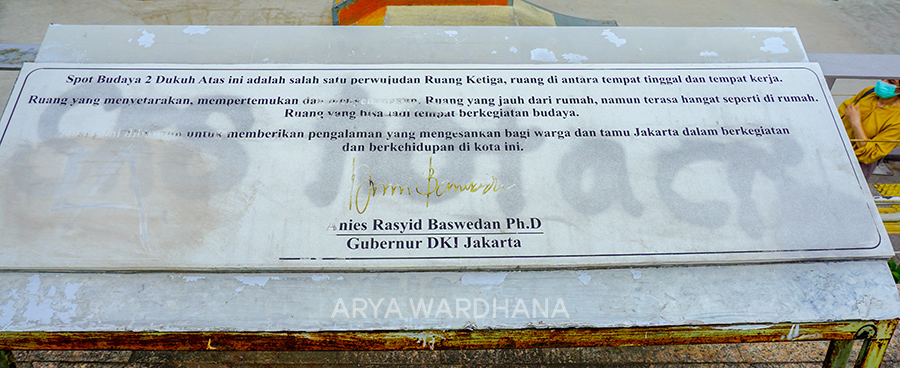 Spot Budaya 2 Dukuh Atas ini adalah salah satu perwujudan Ruang Ketiga, ruang di antara tempat tinggal dan tempat kerja.
Ruang yang menyetarakan, mempertemukan dan Ruang yang jauh dari rumah, namun terasa hangat seperti di rumah.
Ruang yang bisa jadi tempat berkegiatan budaya.
ini untuk memberikan pengalaman yang mengesankan bagi warga dan tamu Jakarta dalam berkegiatan
dan berkehidupan di kota ini.
nies Rasyid Baswedan Ph.D
Gubernur DKI Jakarta
ARYA WARDHANA